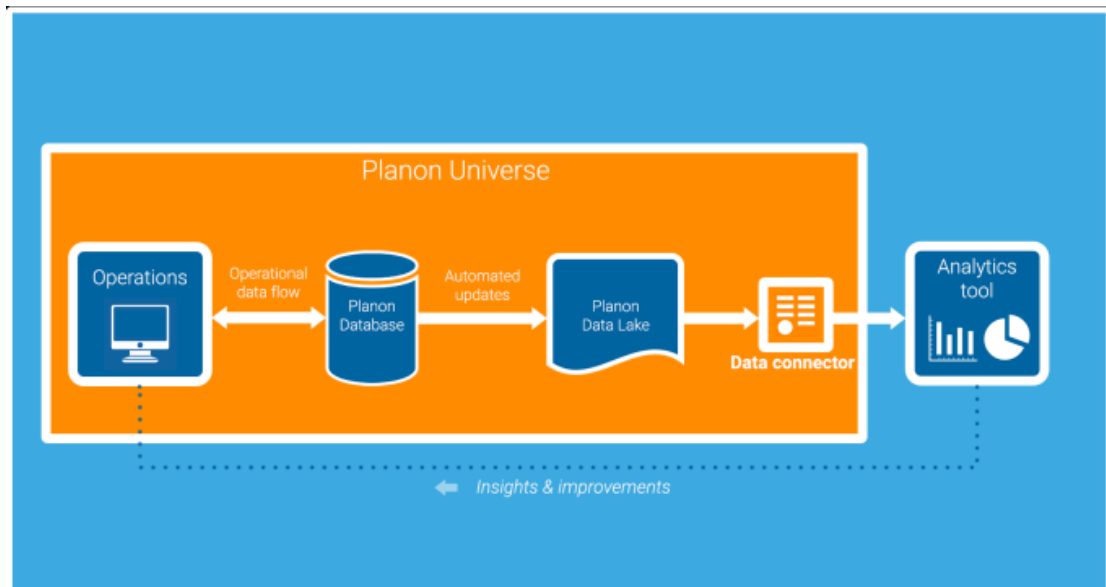 Planon Universe
Operations
Operational
data flow
Planon
Database
Automated
updates
Planon
Data Lake
Data connector
Analytics
tool
Insights & improvements